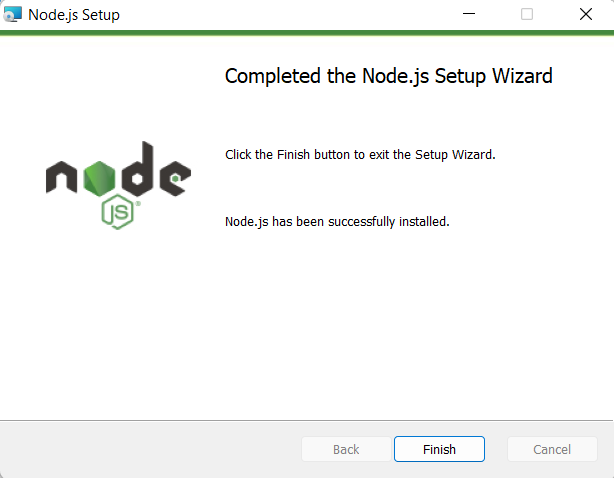 Node.js Setup
Completed the Node.js Setup Wizard
node
JS®
Click the Finish button to exit the Setup Wizard.
Node.js has been successfully installed.
Back
Finish
Cancel